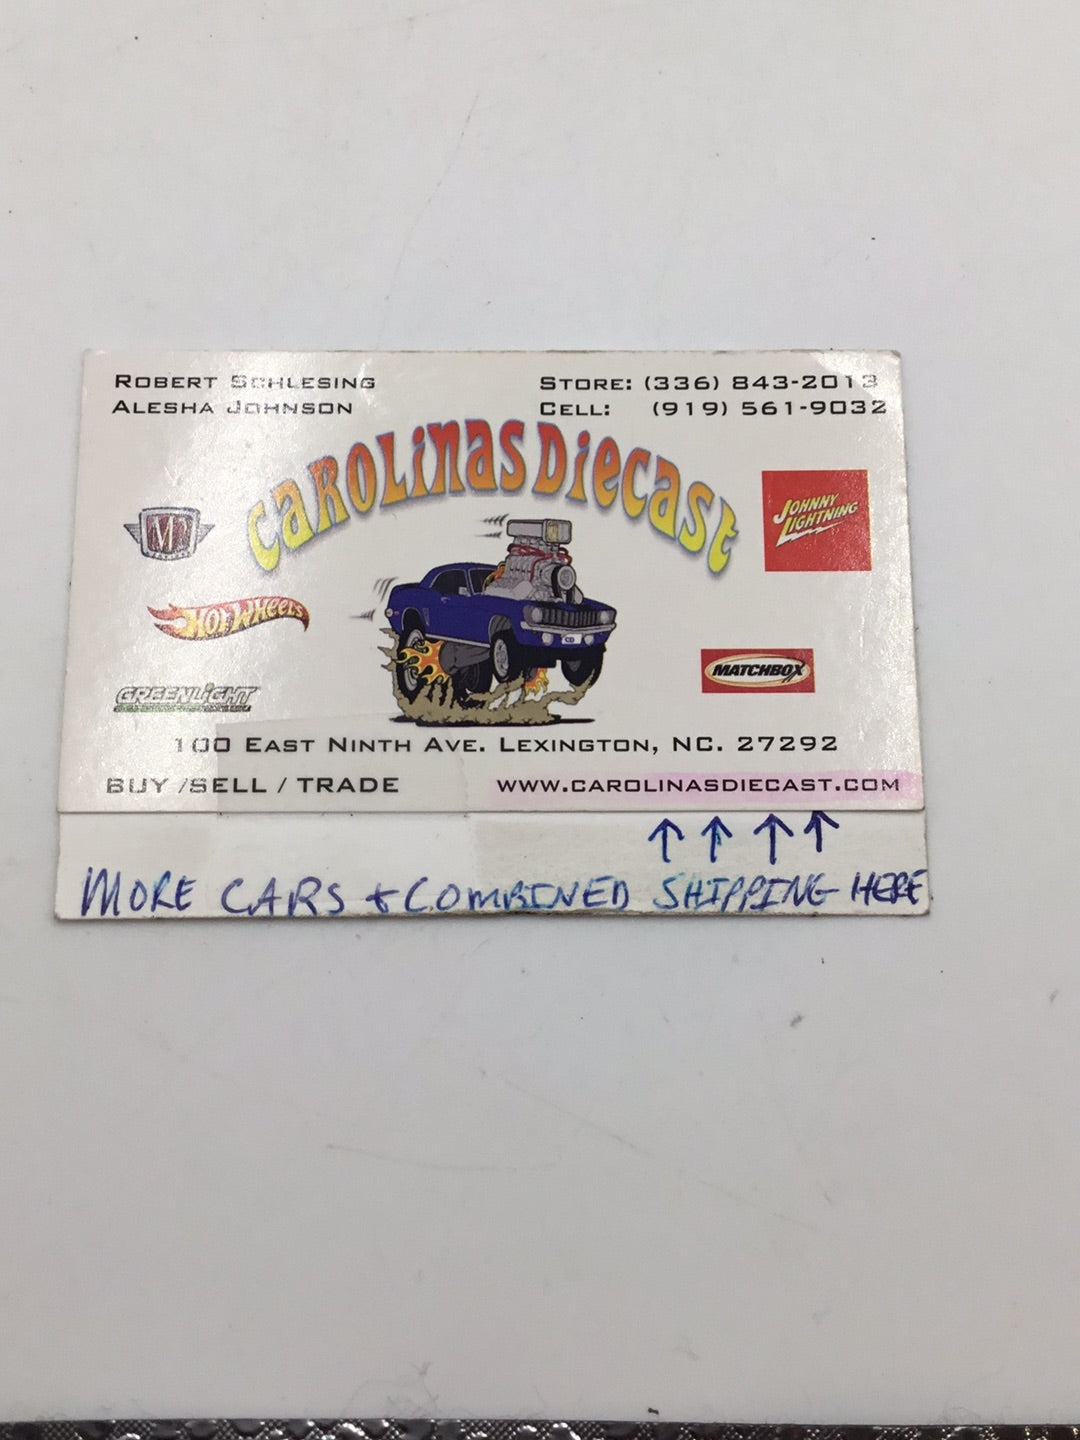 ROBERT SCHLESING
ALESHA JOHNSON
STORE: (336) 843-2013
CELL: (919) 561-9032
CAROLINAS DIECAST
M2
JOHNNY LIGHTNING
HOT WHEELS
CD
MATCHBOX
GREENLIGHT
100 EAST NINTH AVE. LEXINGTON, NC. 27292
BUY /SELL / TRADE
WWW.CAROLINASDIECAST.COM
MORE CARS + COMBINED SHIPPING HERE